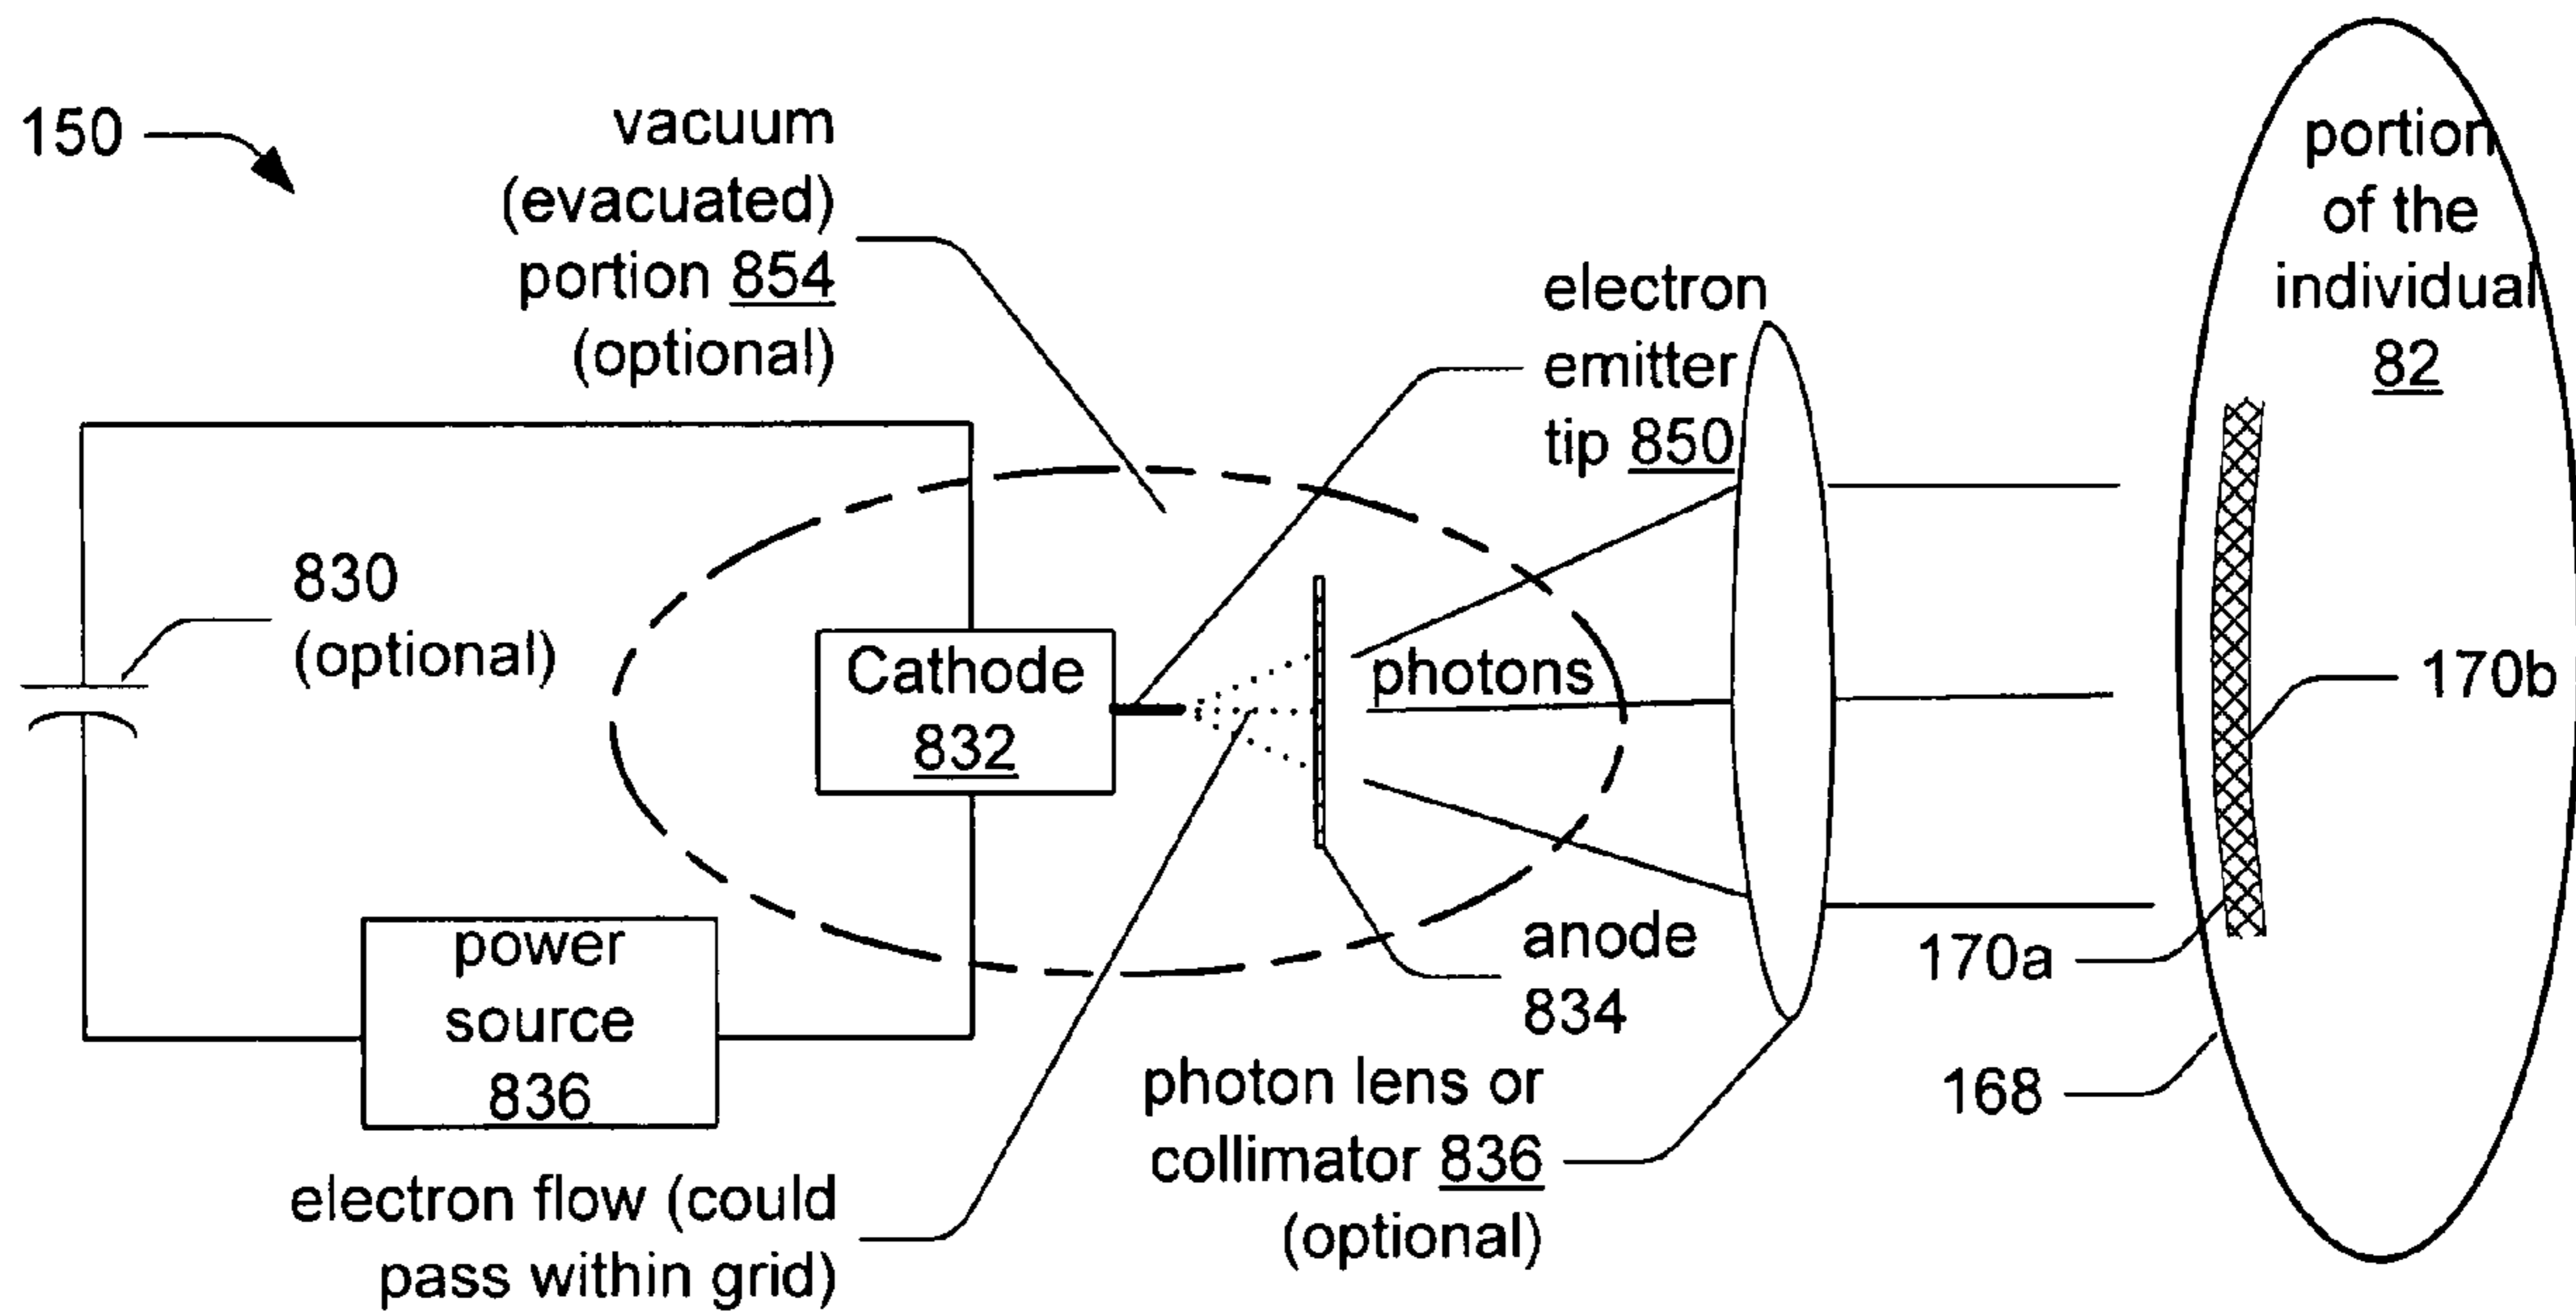 150
vacuum
(evacuated)
portion 854
(optional)
electron
emitter
tip 850
portion
of the
individual
82
830
(optional)
Cathode
832
photons
170b
power
source
836
anode
834
170a
168
photon lens or
collimator 836
(optional)
electron flow (could
pass within grid)